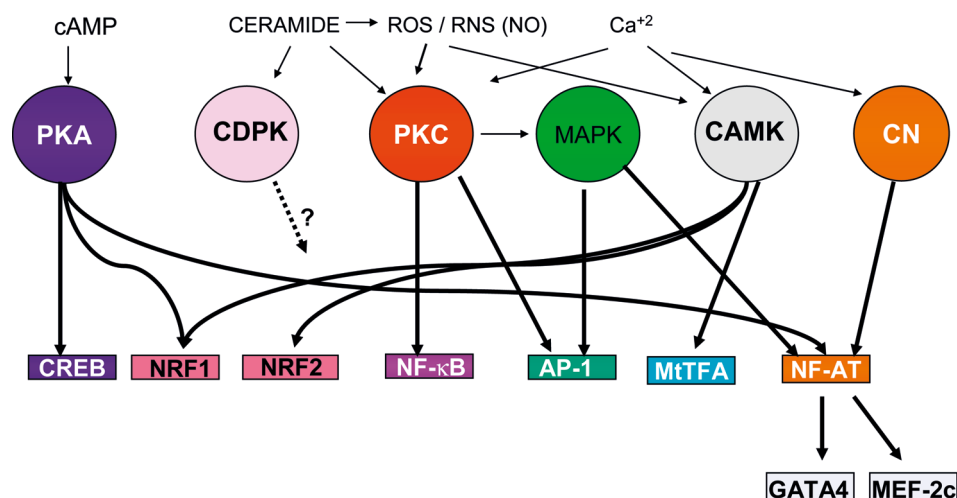 cAMP
CERAMIDE
ROS / RNS (NO)
Ca+2
PKA
CDPK
PKC
MAPK
CAMK
CN
?
CREB
NRF1
NRF2
NF-κB
AP-1
MtTFA
NF-AT
GATA4
MEF-2c